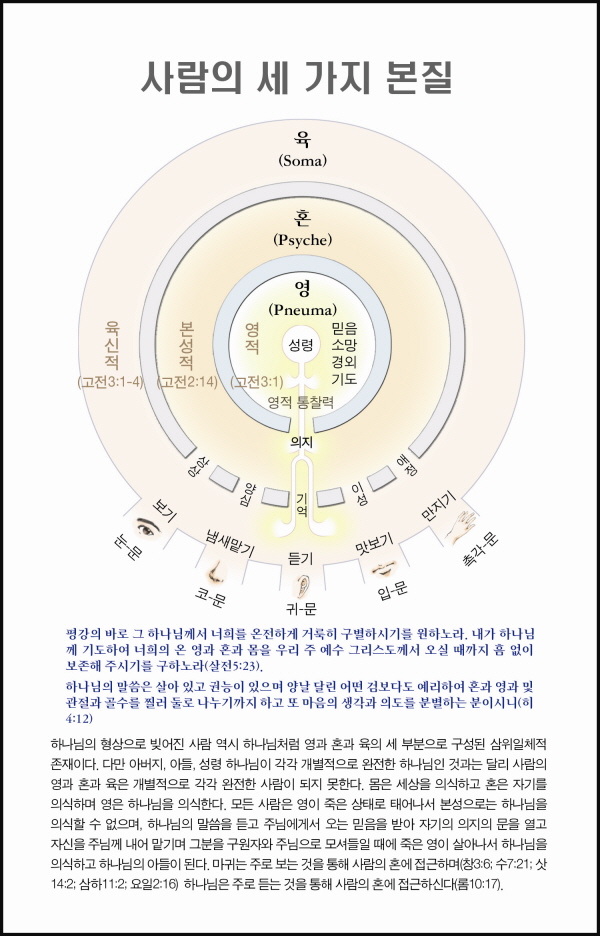 사람의 세 가지 본질
육
(Soma)
혼
(Psyche)
영
(Pneuma)
육신적
(고전3:1-4)
본성적
(고전2:14)
영적
(고전3:1)
성령
믿음
소망
경외
기도
영적 통찰력
의지
상상
양심
기억
이성
애정
보기
냄새맡기
듣기
맛보기
만지기
눈-문
코-문
귀-문
입-문
촉각-문
평강의 바로 그 하나님께서 너희를 온전하게 거룩히 구별하시기를 원하노라. 내가 하나님
께 기도하여 너희의 온 영과 혼과 몸을 우리 주 예수 그리스도께서 오실 때까지 흠 없이
보존해 주시기를 구하노라(살전5:23).
하나님의 말씀은 살아 있고 권능이 있으며 양날 달린 어떤 검보다도 예리하여 혼과 영과 및
관절과 골수를 찔러 둘로 나누기까지 하고 또 마음의 생각과 의도를 분별하는 분이시니(히
4:12)
하나님의 형상으로 빚어진 사람 역시 하나님처럼 영과 혼과 육의 세 부분으로 구성된 삼위일체적
존재이다. 다만 아버지, 아들, 성령 하나님이 각각 개별적으로 완전한 하나님인 것과는 달리 사람의
영과 혼과 육은 개별적으로 각각 완전한 사람이 되지 못한다. 몸은 세상을 의식하고 혼은 자기를
의식하며 영은 하나님을 의식한다. 모든 사람은 영이 죽은 상태로 태어나서 본성으로는 하나님을
의식할 수 없으며, 하나님의 말씀을 듣고 주님에게서 오는 믿음을 받아 자기의 의지의 문을 열고
자신을 주님께 내어 맡기며 그분을 구원자와 주님으로 모셔들일 때에 죽은 영이 살아나서 하나님을
의식하고 하나님의 아들이 된다. 마귀는 주로 보는 것을 통해 사람의 혼에 접근하며(창3:6; 수7:21; 삿
14:2; 삼하11:2; 요일2:16) 하나님은 주로 듣는 것을 통해 사람의 혼에 접근하신다(롬10:17).